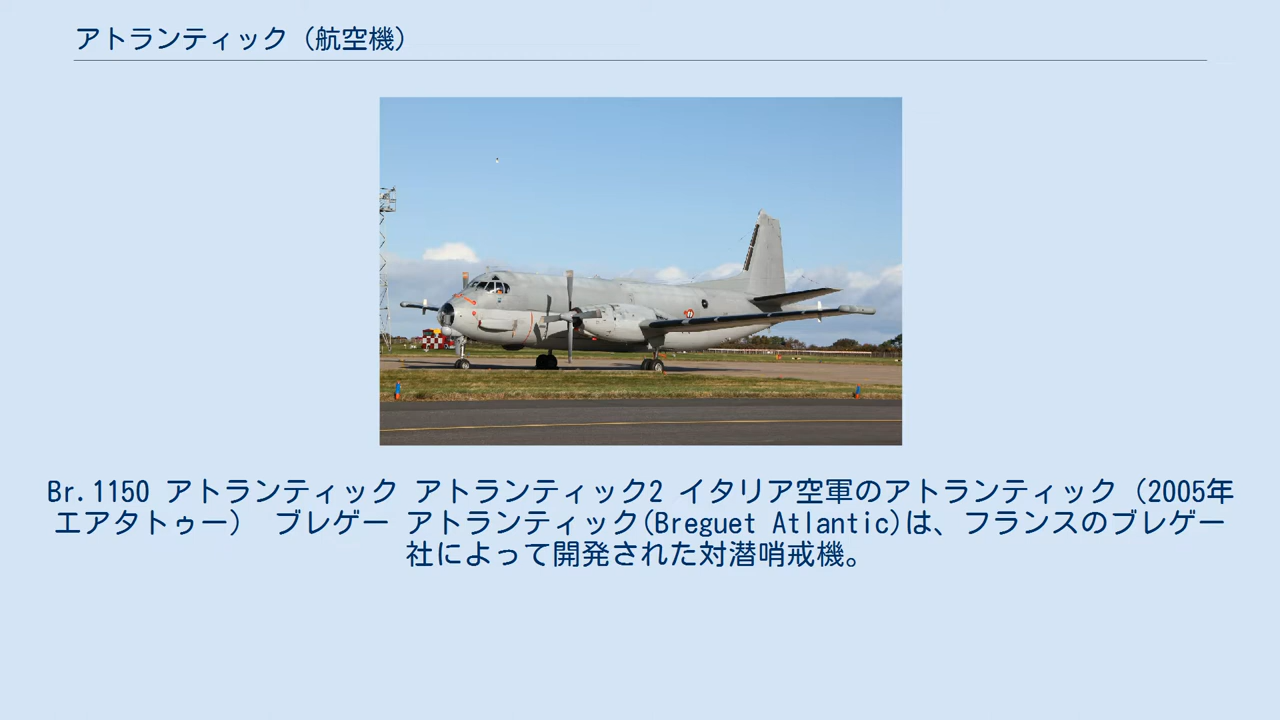 アトランティック（航空機）
Br.1150 アトランティック アトランティック2 イタリア空軍のアトランティック（2005年
エアタトゥー） ブレゲー アトランティック(Breguet Atlantic)は、フランスのブレゲー
社によって開発された対潜哨戒機。